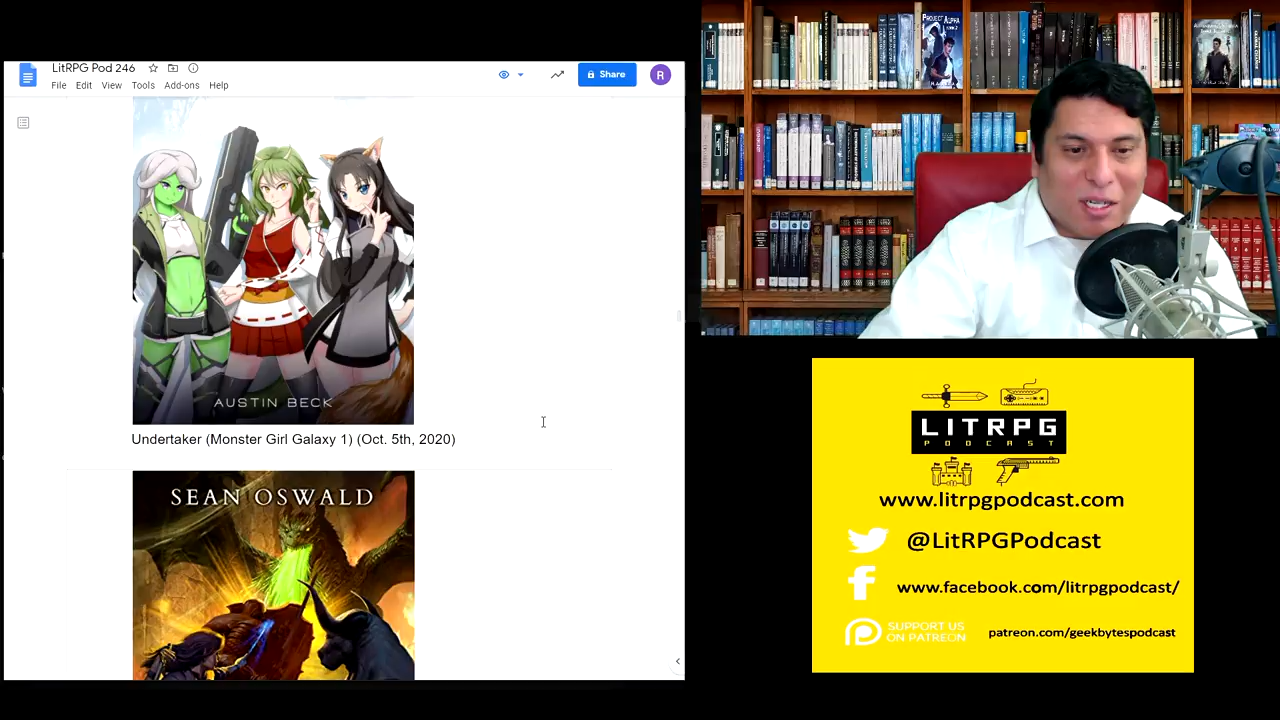 LitRPG Pod 246
File Edit View Tools Add-ons Help
Share
R
AUSTIN BECK
Undertaker (Monster Girl Galaxy 1) (Oct. 5th, 2020)
SEAN OSWALD
PROJECT ALPHA
LITRPG
PODCAST
www.litrpgpodcast.com
@LitRPGPodcast
www.facebook.com/litrpgpodcast/
SUPPORT US
ON PATREON
patreon.com/geekbytespodcast